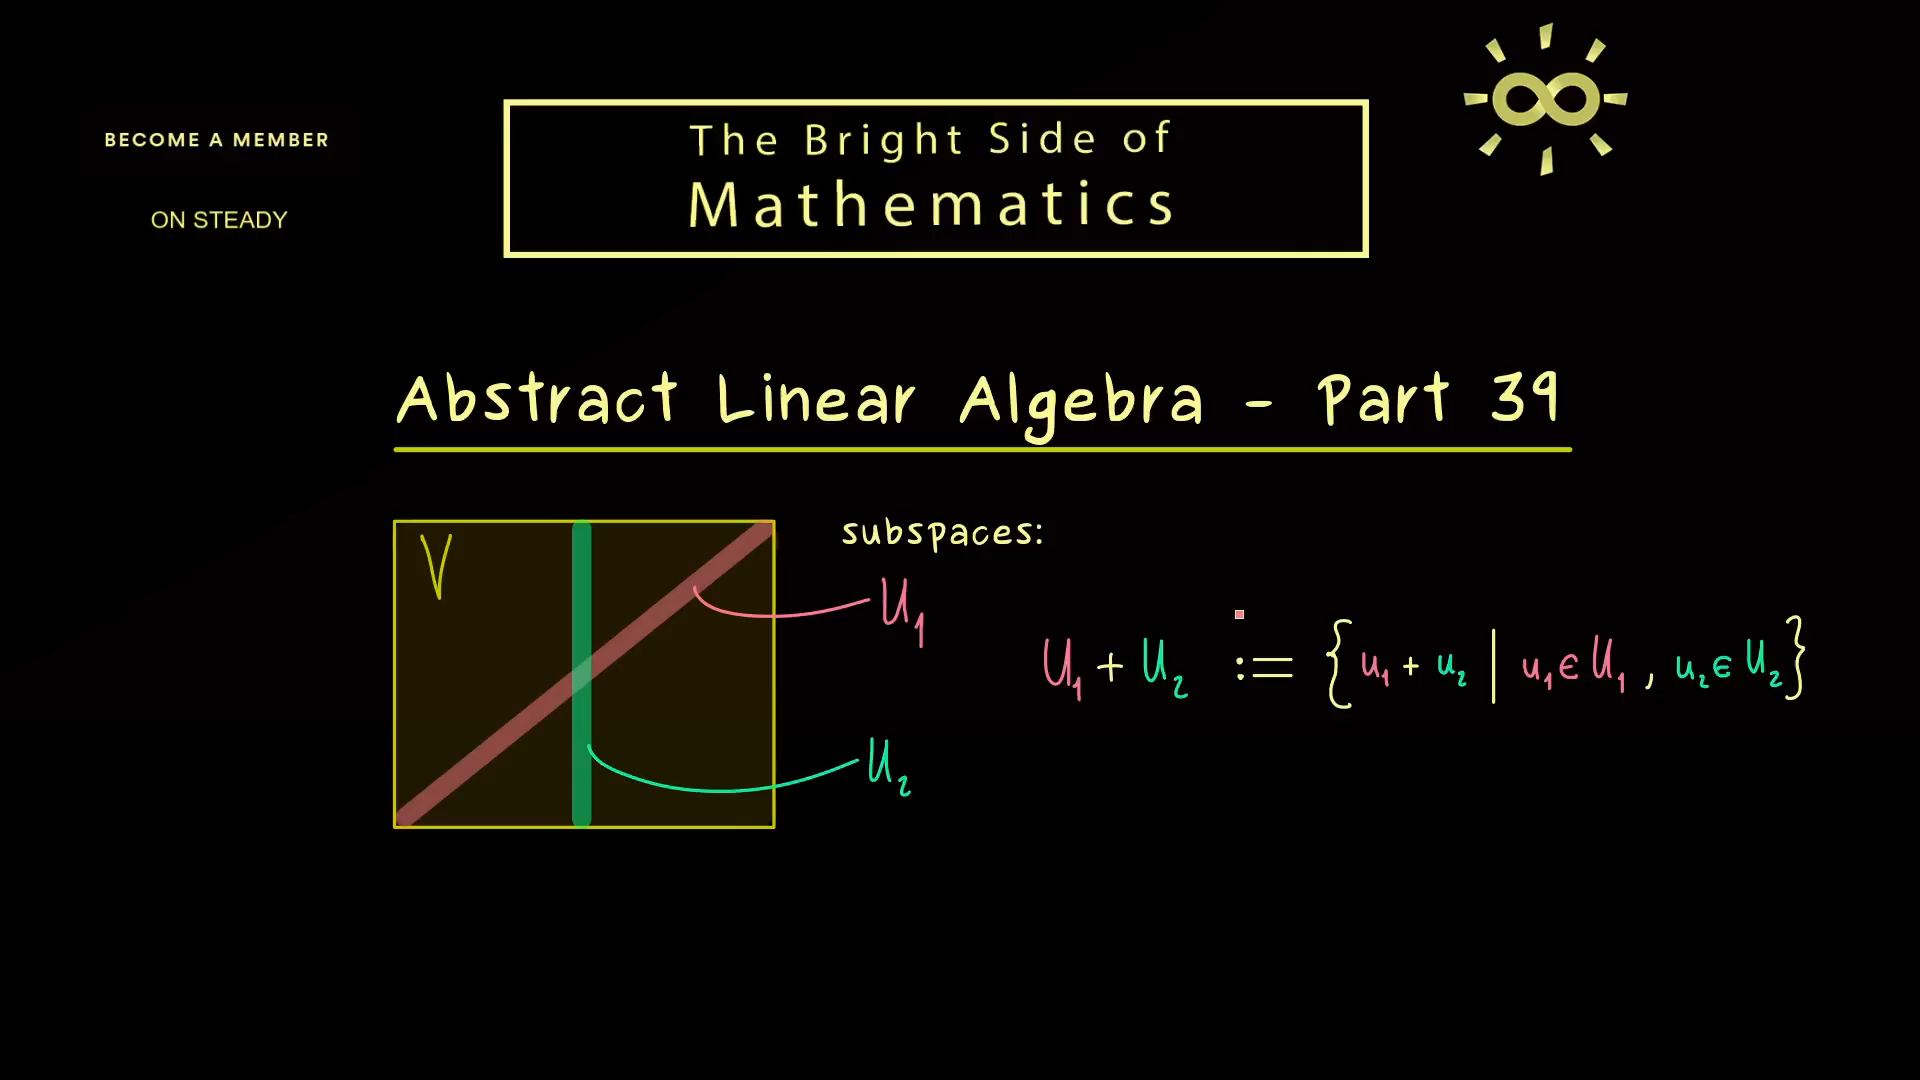 BECOME A MEMBER
ON STEADY
The Bright Side of
Mathematics
Abstract Linear Algebra - Part 39
V
subspaces:
U₁
U₁ + U₂ := { u₁ + u₂ | u₁ ∈ U₁ , u₂ ∈ U₂ }
U₂